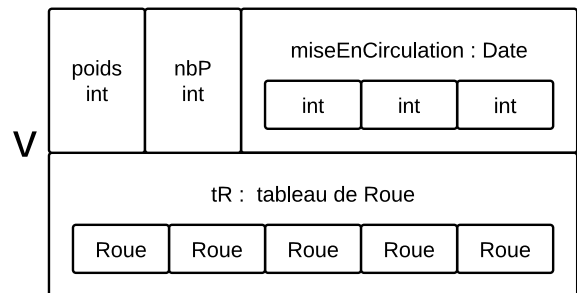 poids
int
nbP
int
miseEnCirculation : Date
int int int
V
tR : tableau de Roue
Roue Roue Roue Roue Roue